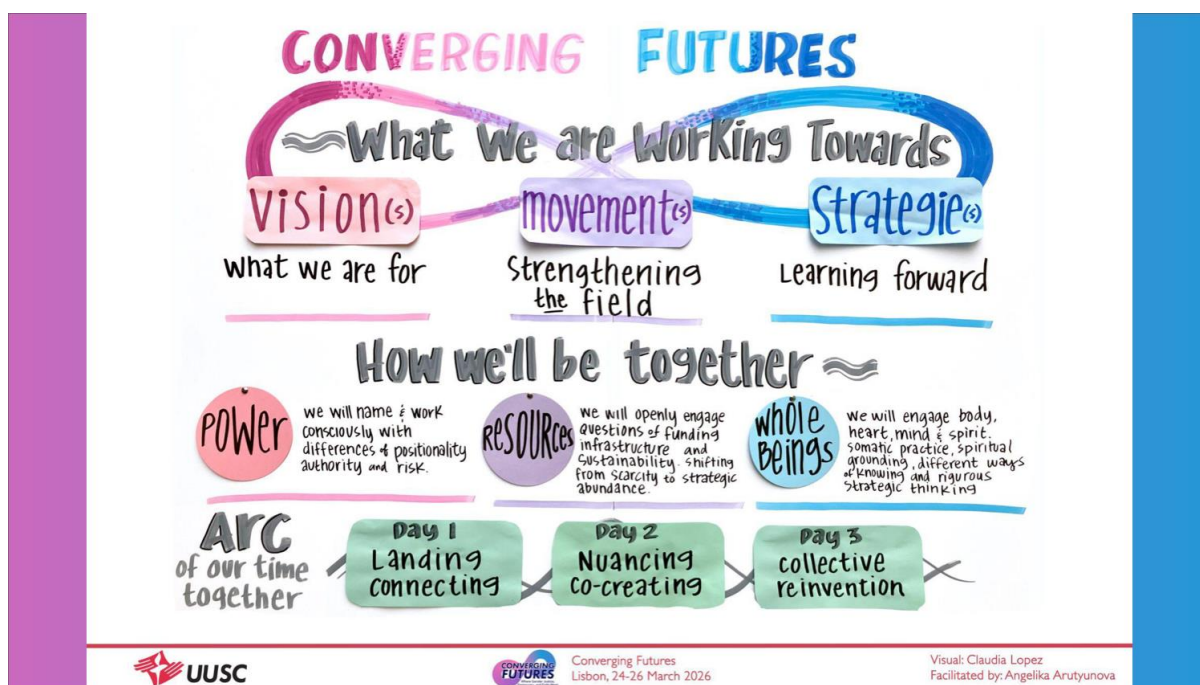 CONVERGING FUTURES
What We are Working Towards
Vision(s)
What we are for
movement(s)
Strengthening
the field
Strategie(s)
Learning forward
How we'll be together
POWER
we will name & work
consciously with
differences of positionality
authority and risk.
RESOURCES
we will openly engage
questions of funding
infrastructure and
sustainability. shifting
from scarcity to strategic
abundance.
Whole
Beings
we will engage body,
heart, mind & spirit.
somatic practice, spiritual
grounding, different ways
of knowing and rigurous
strategic thinking
Arc
of our time
together
Day 1
Landing
connecting
Day 2
Nuancing
co-creating
Day 3
collective
reinvention
UUSC
CONVERGING
FUTURES
Converging Futures
Lisbon, 24-26 March 2026
Visual: Claudia Lopez
Facilitated by: Angelika Arutyunova